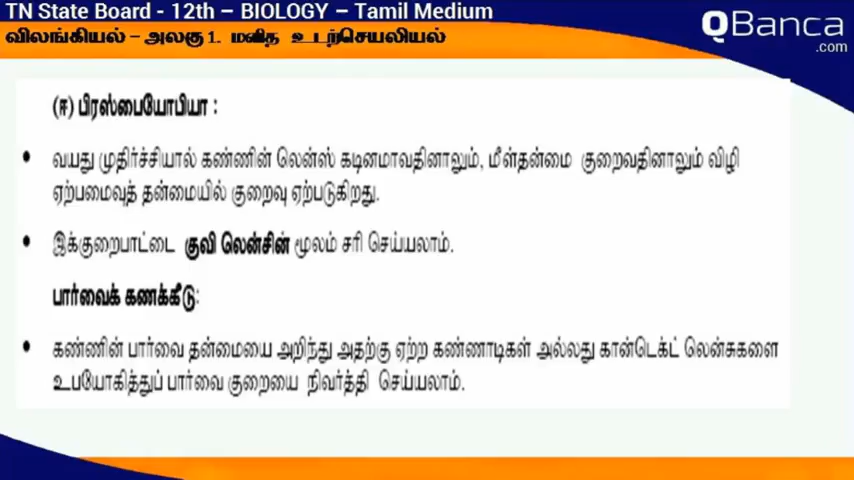 TN State Board - 12th – BIOLOGY – Tamil Medium
விலங்கியல் – அலகு 1. மனித உடற்செயலியல்
QBanca
.com
(ஈ) பிரஸ்பையோபியா :
• வயது முதிர்ச்சியால் கண்ணின் லென்ஸ் கடினமாவதினாலும், மீள்தன்மை குறைவதினாலும் விழி
ஏற்பமைவுத் தன்மையில் குறைவு ஏற்படுகிறது.
• இக்குறைபாட்டை குவி லென்சின் மூலம் சரி செய்யலாம்.
பார்வைக் கணக்கீடு:
• கண்ணின் பார்வை தன்மையை அறிந்து அதற்கு ஏற்ற கண்ணாடிகள் அல்லது கான்டெக்ட் லென்சுகளை
உபயோகித்துப் பார்வை குறையை நிவர்த்தி செய்யலாம்.